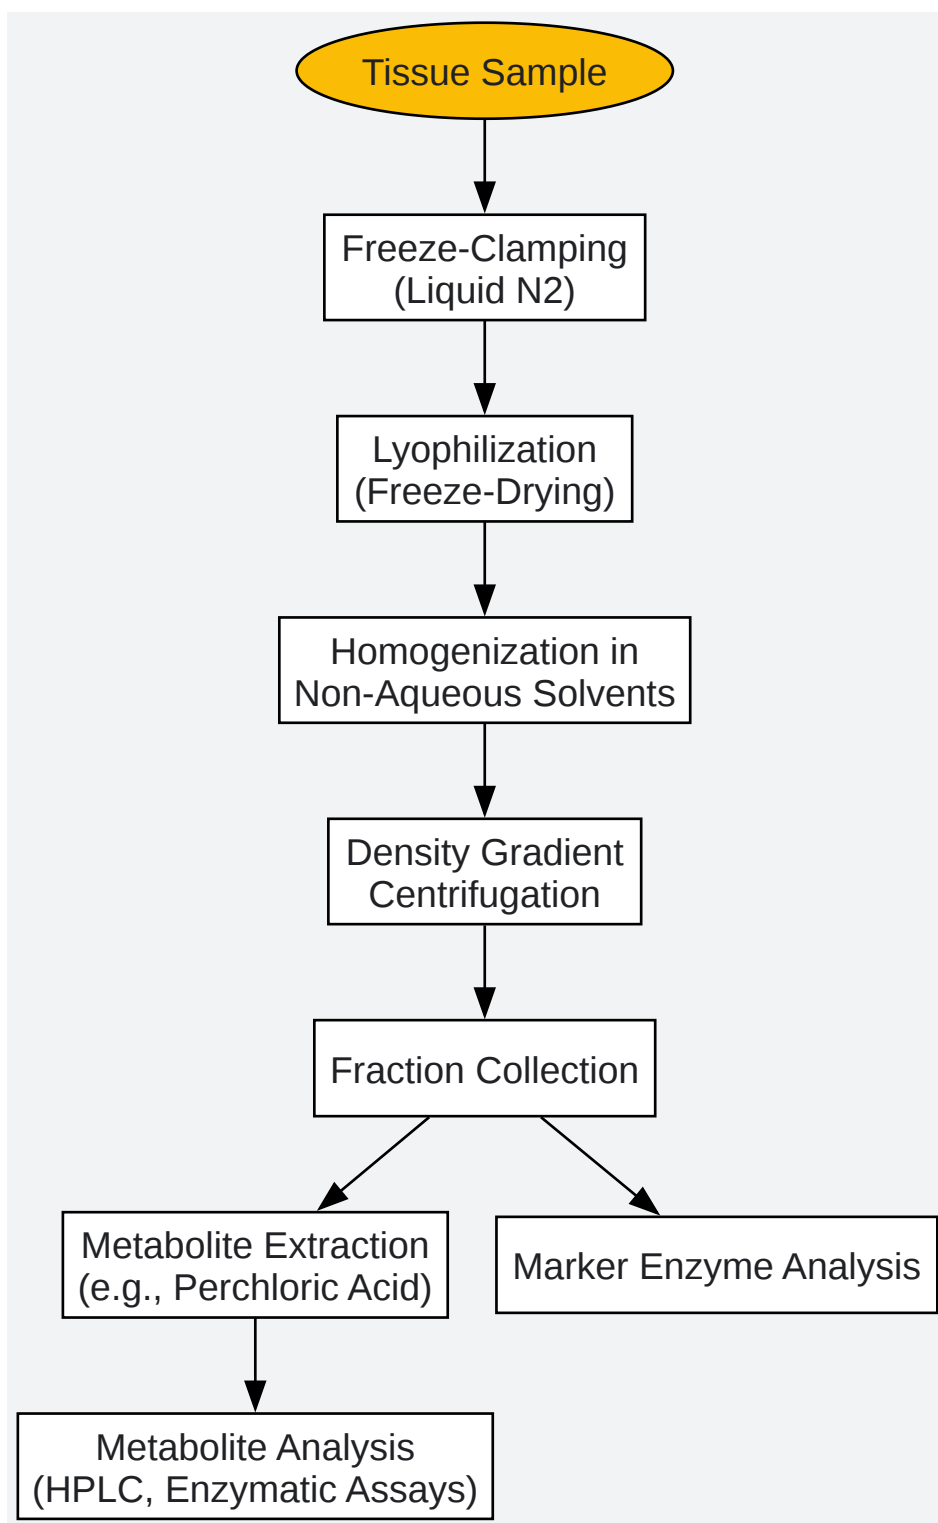 Tissue Sample
Freeze-Clamping
(Liquid N2)
Lyophilization
(Freeze-Drying)
Homogenization in
Non-Aqueous Solvents
Density Gradient
Centrifugation
Fraction Collection
Metabolite Extraction
(e.g., Perchloric Acid)
Marker Enzyme Analysis
Metabolite Analysis
(HPLC, Enzymatic Assays)